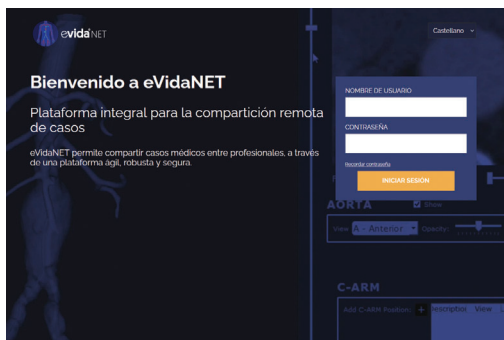 evidaNET
Castellano
Bienvenido a eVidaNET
Plataforma integral para la compartición remota
de casos
eVidaNET permite compartir casos médicos entre profesionales, a través
de una plataforma ágil, robusta y segura.
NOMBRE DE USUARIO
CONTRASEÑA
Recordar contraseña
INICIAR SESIÓN
AORTA
Show
View A - Anterior Opacity:
C-ARM
Add C-ARM Position: + Description View